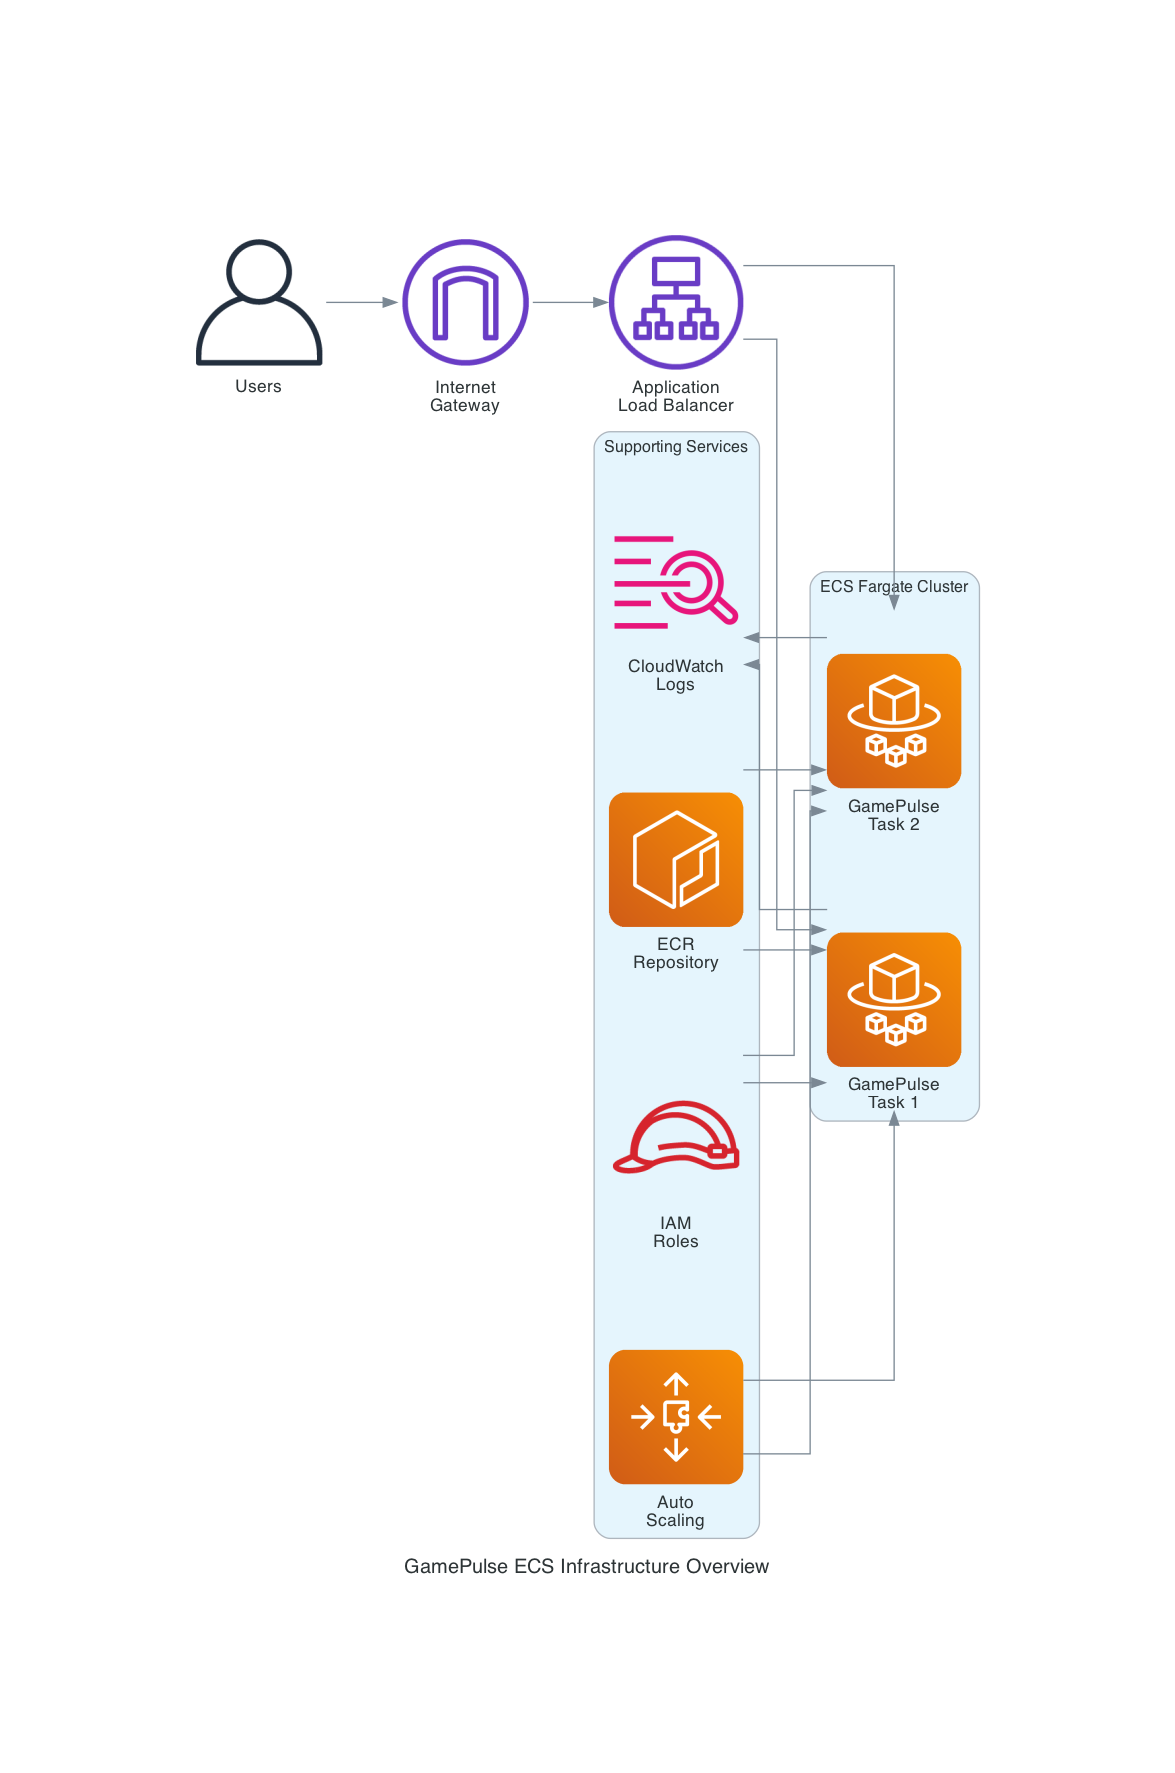 Users
Internet
Gateway
Application
Load Balancer
Supporting Services
CloudWatch
Logs
ECR
Repository
IAM
Roles
Auto
Scaling
ECS Fargate Cluster
GamePulse
Task 2
GamePulse
Task 1
GamePulse ECS Infrastructure Overview